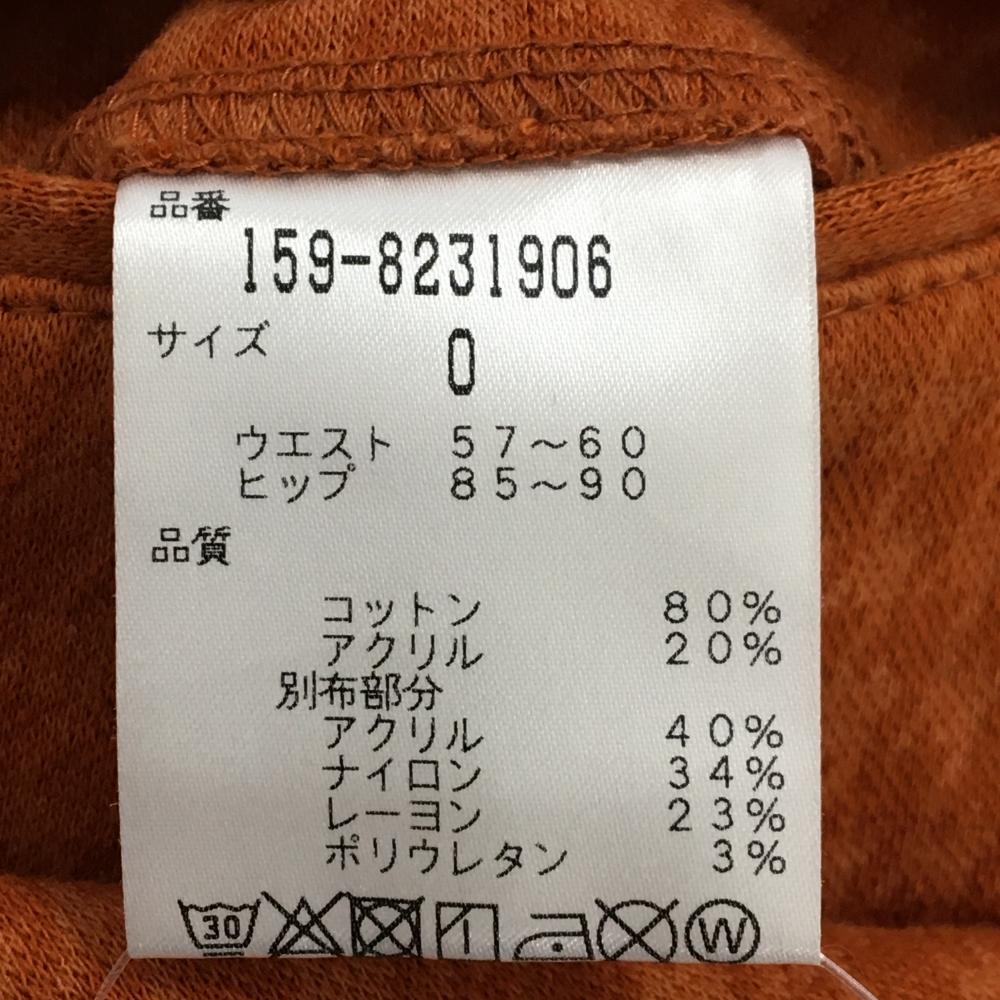 品番
159-8231906
サイズ 0
ウエスト 57～60
ヒップ 85～90
品質
コットン 80%
アクリル 20%
別布部分
アクリル 40%
ナイロン 34%
レーヨン 23%
ポリウレタン 3%
30 W